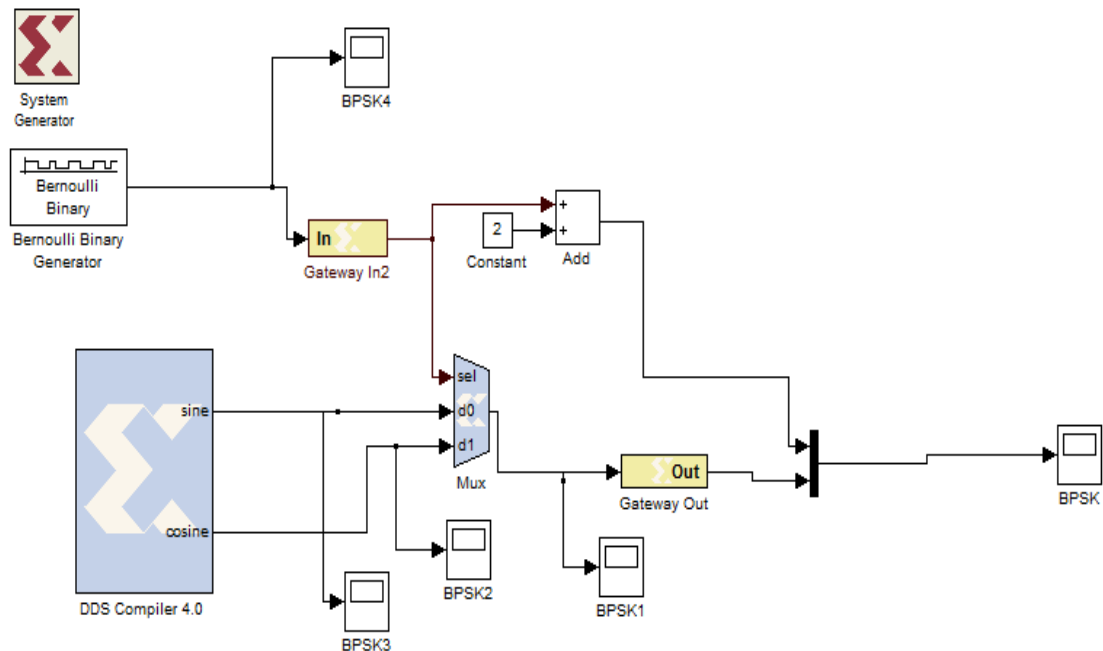 System
Generator
BPSK4
Bernoulli
Binary
Bernoulli Binary
Generator
In
Gateway In2
2
Constant
+
+
Add
sine
cosine
DDS Compiler 4.0
sel
d0
d1
Mux
Out
Gateway Out
BPSK
BPSK2
BPSK1
BPSK3